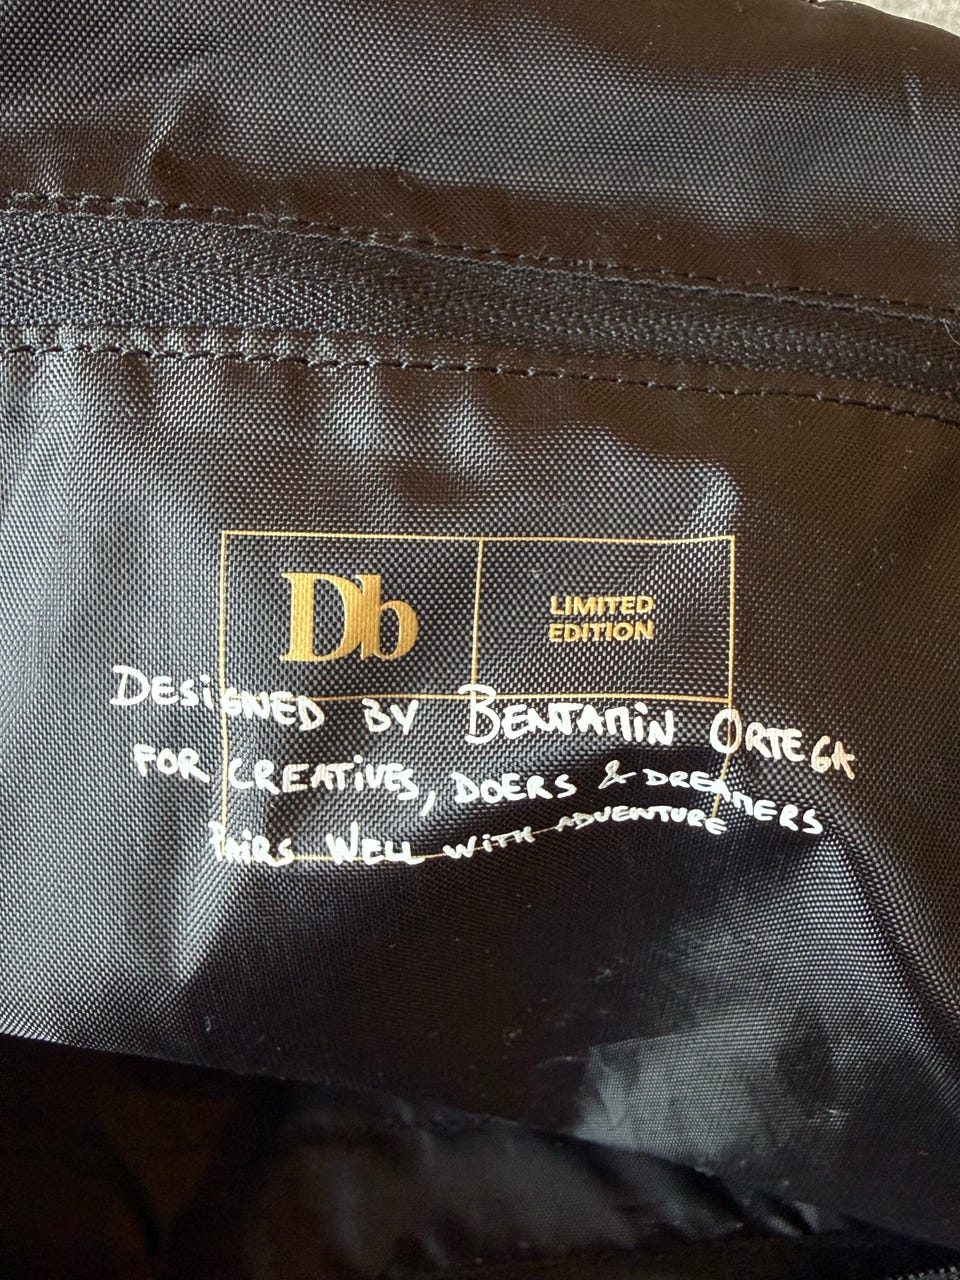 Db
LIMITED
EDITION
DESiGNED BY BENJAMiN ORTEGA
FOR CREATiVES, DOERS & DREAMERS
PAiRS WELL WiTH ADVENTURE